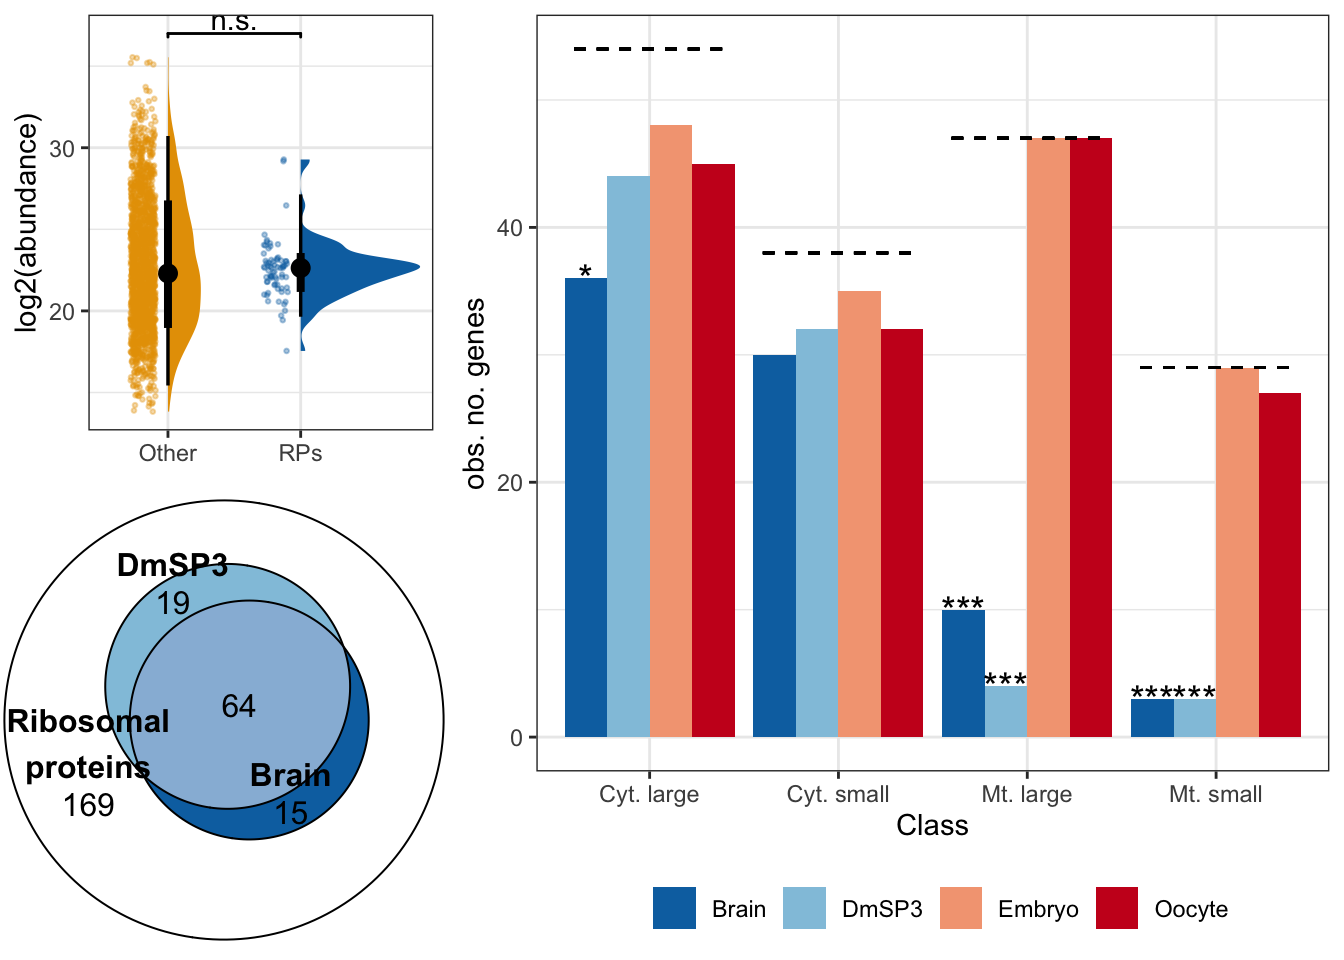 n.s.
log2(abundance)
30
20
Other
RPs
DmSP3
19
64
Ribosomal
proteins
169
Brain
15
obs. no. genes
40
20
0
*
***
***
***
***
Cyt. large
Cyt. small
Mt. large
Mt. small
Class
Brain
DmSP3
Embryo
Oocyte